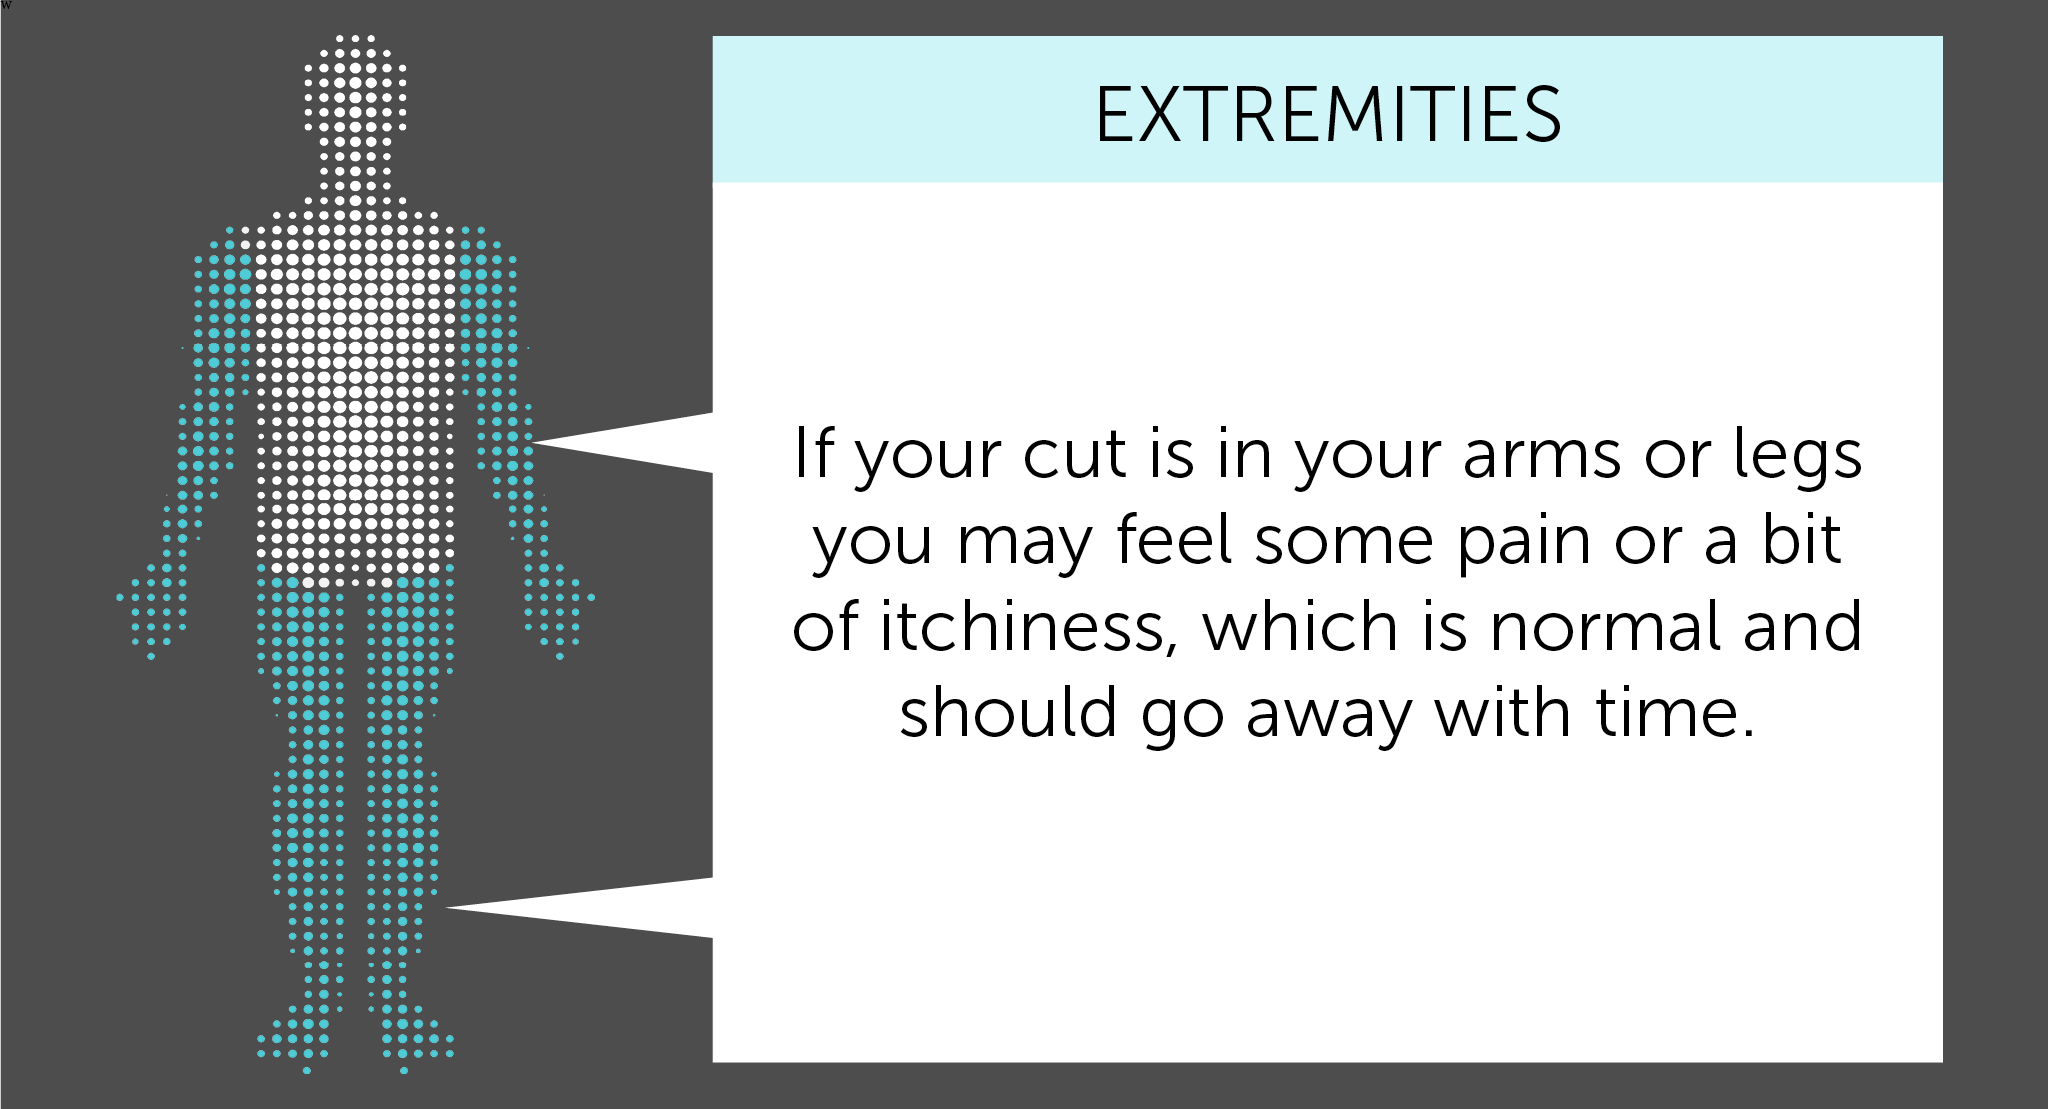 w
EXTREMITIES
If your cut is in your arms or legs
you may feel some pain or a bit
of itchiness, which is normal and
should go away with time.